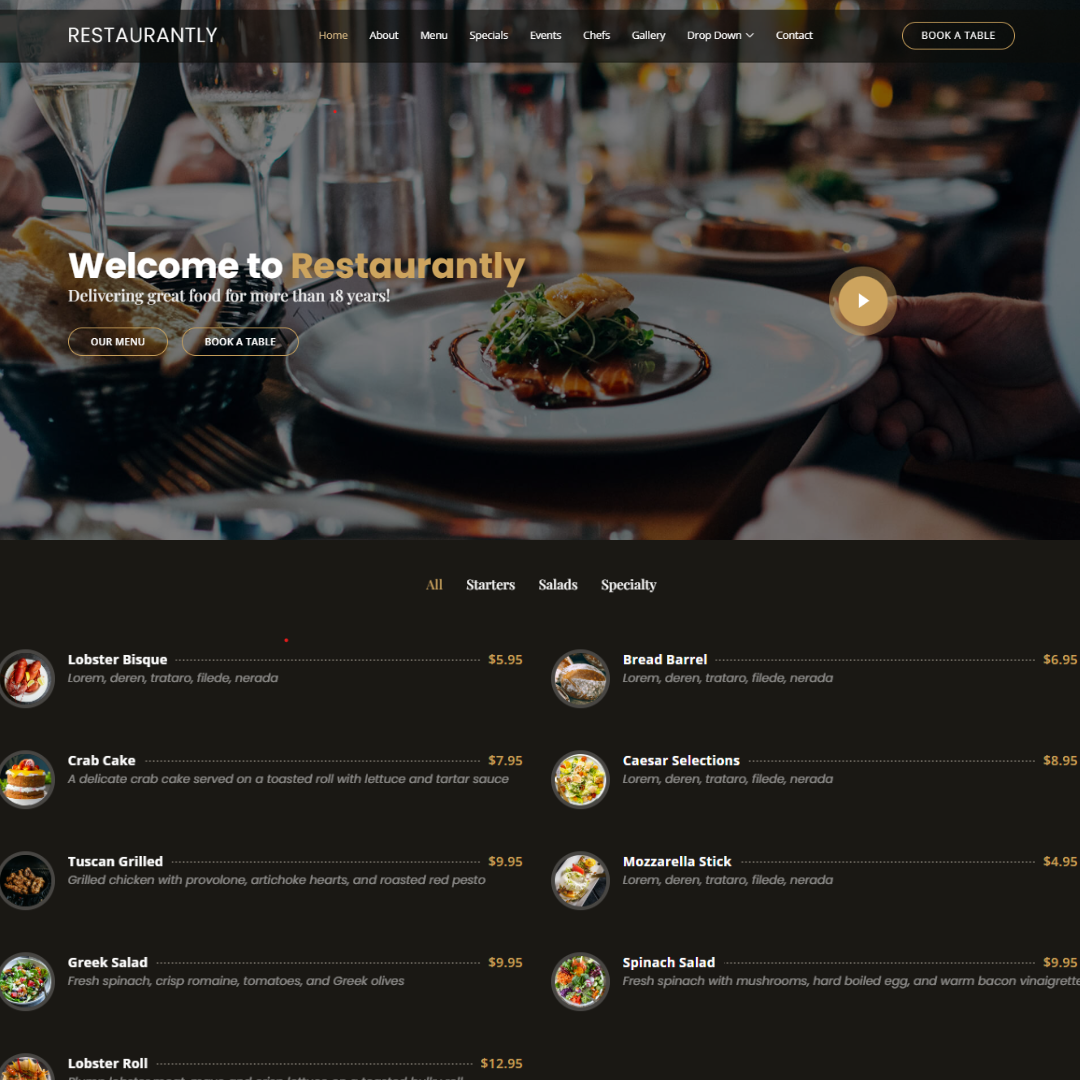 RESTAURANTLY
Home About Menu Specials Events Chefs Gallery Drop Down Contact
BOOK A TABLE
Welcome to Restaurantly
Delivering great food for more than 18 years!
OUR MENU BOOK A TABLE
All Starters Salads Specialty
Lobster Bisque $5.95
Lorem, deren, trataro, filede, nerada
Bread Barrel $6.95
Lorem, deren, trataro, filede, nerada
Crab Cake $7.95
A delicate crab cake served on a toasted roll with lettuce and tartar sauce
Caesar Selections $8.95
Lorem, deren, trataro, filede, nerada
Tuscan Grilled $9.95
Grilled chicken with provolone, artichoke hearts, and roasted red pesto
Mozzarella Stick $4.95
Lorem, deren, trataro, filede, nerada
Greek Salad $9.95
Fresh spinach, crisp romaine, tomatoes, and Greek olives
Spinach Salad $9.95
Fresh spinach with mushrooms, hard boiled egg, and warm bacon vinaigrette
Lobster Roll $12.95